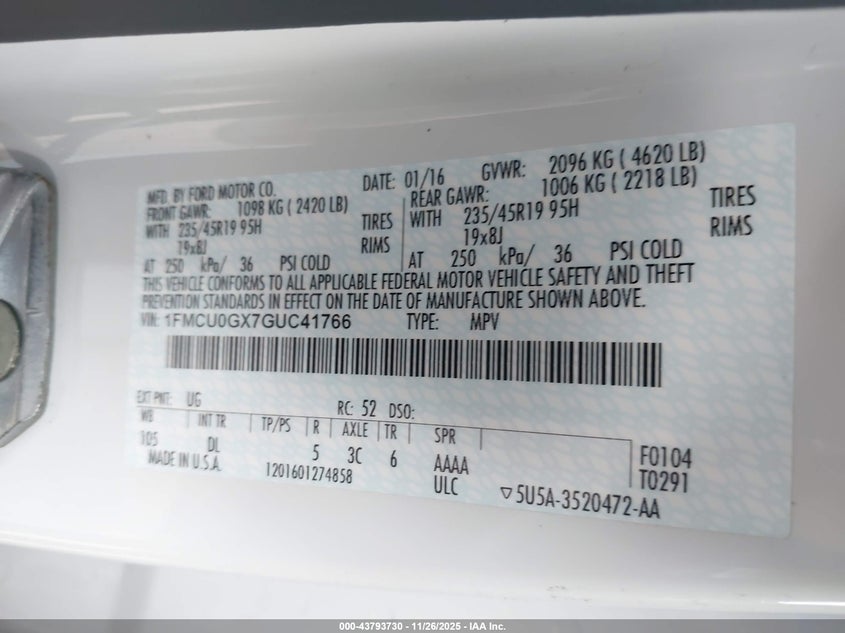 MFD. BY FORD MOTOR CO.
DATE: 01/16 GVWR: 2096 KG ( 4620 LB)
FRONT GAWR: 1098 KG ( 2420 LB)
WITH 235/45R19 95H TIRES
19x8J RIMS
AT 250 kPa/ 36 PSI COLD
REAR GAWR: 1006 KG ( 2218 LB)
WITH 235/45R19 95H TIRES
19x8J RIMS
AT 250 kPa/ 36 PSI COLD
THIS VEHICLE CONFORMS TO ALL APPLICABLE FEDERAL MOTOR VEHICLE SAFETY AND THEFT
PREVENTION STANDARDS IN EFFECT ON THE DATE OF MANUFACTURE SHOWN ABOVE.
VIN: 1FMCU0GX7GUC41766 TYPE: MPV
EXT PNT: UG RC: 52 DSO:
WB INT TR TP/PS R AXLE TR SPR
105 DL 5 3C 6 AAAA F0104
MADE IN U.S.A. 1201601274858 ULC T0291
▽5U5A-3520472-AA
000-43793730 - 11/26/2025 - IAA Inc.